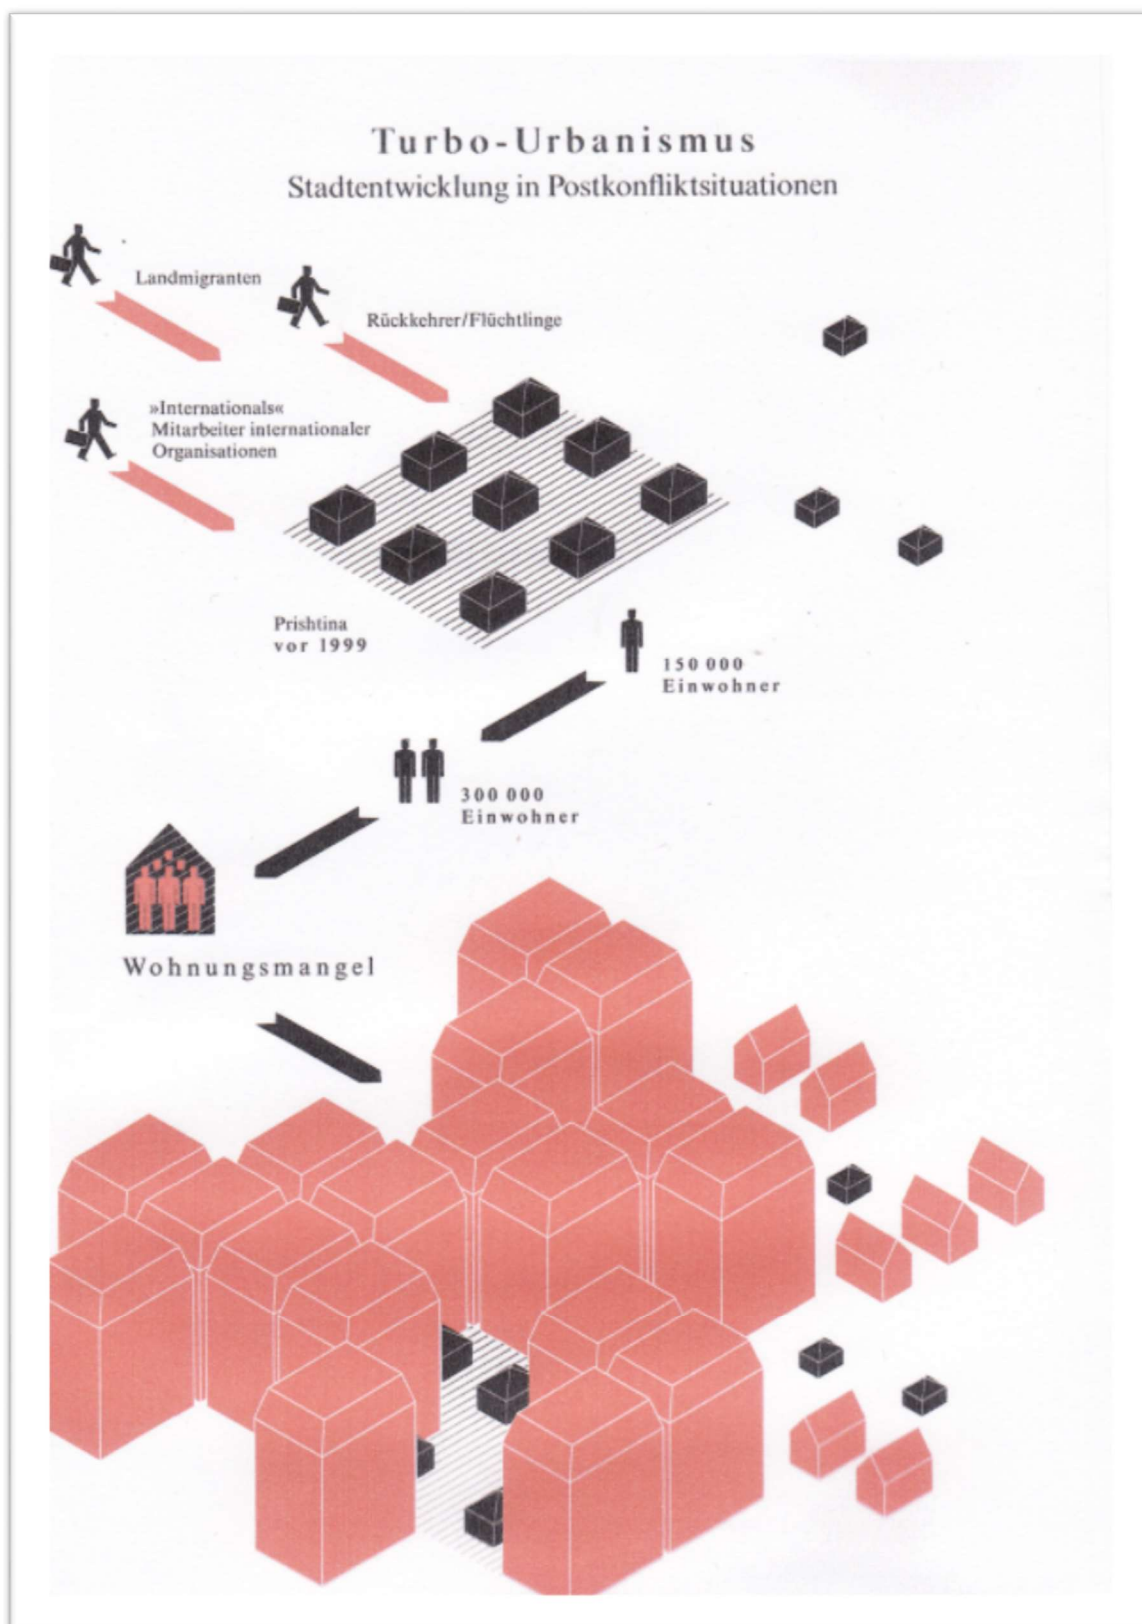 Turbo-Urbanismus
Stadtentwicklung in Postkonfliktsituationen
Landmigranten
Rückkehrer/Flüchtlinge
»Internationals«
Mitarbeiter internationaler
Organisationen
Prishtina
vor 1999
150 000
Einwohner
300 000
Einwohner
Wohnungsmangel